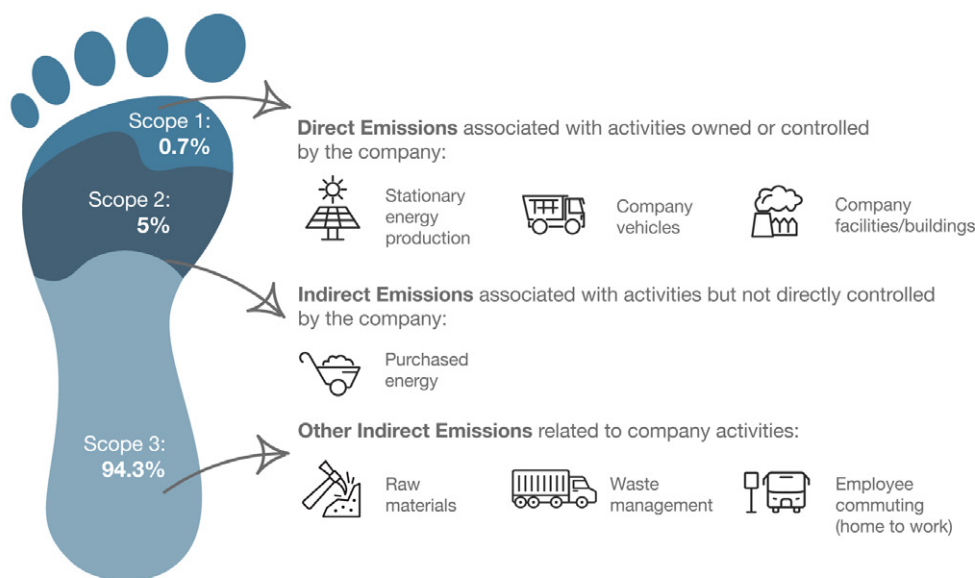 Scope 1:
0.7%
Direct Emissions associated with activities owned or controlled
by the company:
Stationary
energy
production
Company
vehicles
Company
facilities/buildings
Scope 2:
5%
Indirect Emissions associated with activities but not directly controlled
by the company:
Purchased
energy
Scope 3:
94.3%
Other Indirect Emissions related to company activities:
Raw
materials
Waste
management
Employee
commuting
(home to work)